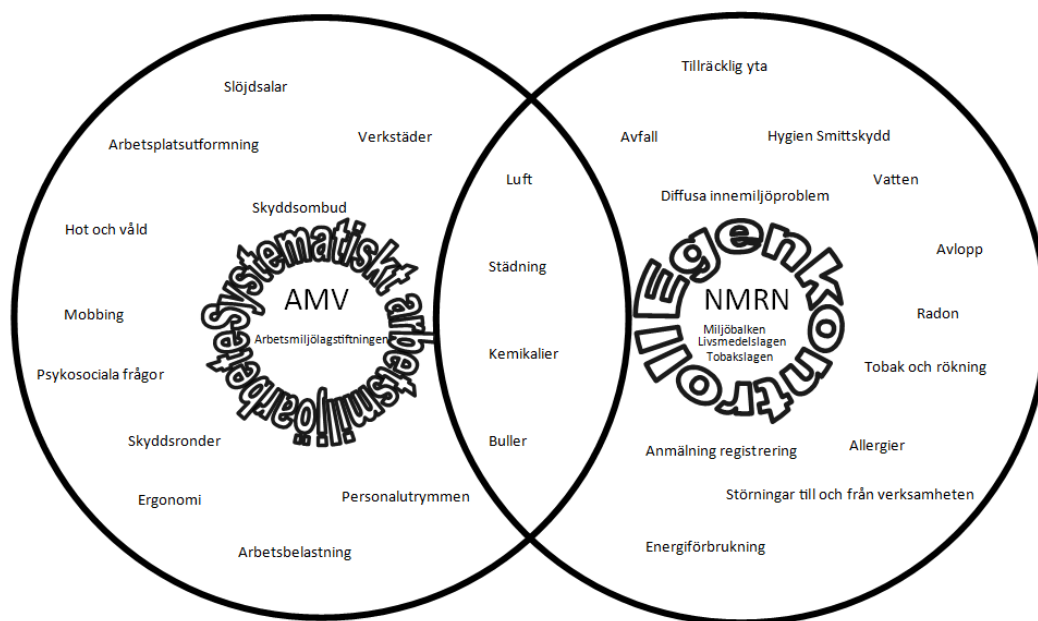 Slöjdsalar
Arbetsplatsutformning
Verkstäder
Skyddsombud
Hot och våld
Mobbing
Psykosociala frågor
Skyddsronder
Ergonomi
Personalutrymmen
Arbetsbelastning
Systematiskt arbetsmiljöarbete
AMV
Arbetsmiljölagstiftningen
Luft
Städning
Kemikalier
Buller
Tillräcklig yta
Avfall
Hygien Smittskydd
Vatten
Diffusa innemiljöproblem
Avlopp
Egenkontroll
NMRN
Miljöbalken
Livsmedelslagen
Tobakslagen
Radon
Tobak och rökning
Anmälning registrering
Allergier
Störningar till och från verksamheten
Energiförbrukning